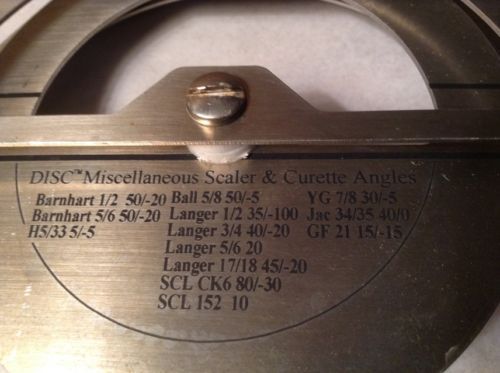 DISC™ Miscellaneous Scaler & Curette Angles
Barnhart 1/2 50/-20
Barnhart 5/6 50/-20
H5/33 5/-5
Ball 5/8 50/-5
Langer 1/2 35/-100
Langer 3/4 40/-20
Langer 5/6 20
Langer 17/18 45/-20
SCL CK6 80/-30
SCL 152 10
YG 7/8 30/-5
Jac 34/35 40/0
GF 21 15/-15